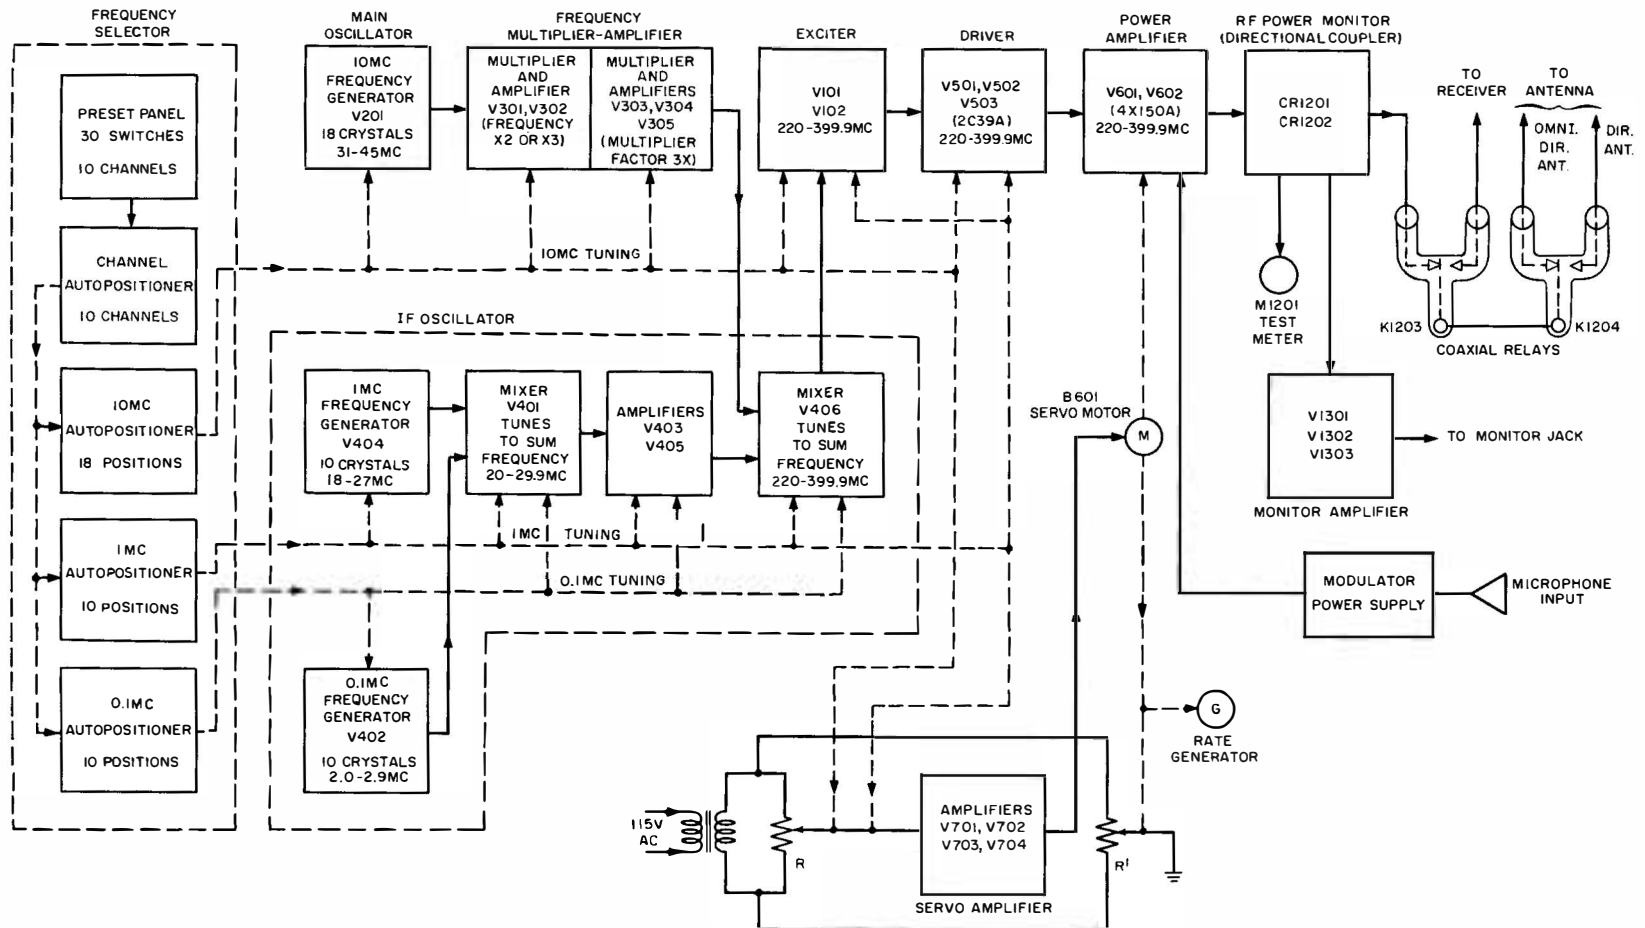 FREQUENCY
SELECTOR
PRESET PANEL
30 SWITCHES
10 CHANNELS
CHANNEL
AUTOPOSITIONER
10 CHANNELS
10MC
AUTOPOSITIONER
18 POSITIONS
1MC
AUTOPOSITIONER
10 POSITIONS
0.1MC
AUTOPOSITIONER
10 POSITIONS
MAIN
OSCILLATOR
10MC
FREQUENCY
GENERATOR
V201
18 CRYSTALS
31-45MC
FREQUENCY
MULTIPLIER-AMPLIFIER
MULTIPLIER
AND
AMPLIFIER
V301,V302
(FREQUENCY
X2 OR X3)
MULTIPLIER
AND
AMPLIFIERS
V303,V304
V305
(MULTIPLIER
FACTOR 3X)
EXCITER
V101
V102
220-399.9MC
DRIVER
V501,V502
V503
(2C39A)
220-399.9MC
POWER
AMPLIFIER
V601, V602
(4X150A)
220-399.9MC
RF POWER MONITOR
(DIRECTIONAL COUPLER)
CR1201
CR1202
TO
RECEIVER
TO
ANTENNA
OMNI.
DIR.
ANT.
DIR.
ANT.
K1203
K1204
COAXIAL RELAYS
M1201
TEST
METER
V1301
V1302
V1303
TO MONITOR JACK
MONITOR AMPLIFIER
10MC TUNING
IF OSCILLATOR
1MC
FREQUENCY
GENERATOR
V404
10 CRYSTALS
18-27MC
MIXER
V401
TUNES
TO SUM
FREQUENCY
20-29.9MC
AMPLIFIERS
V403
V405
MIXER
V406
TUNES
TO SUM
FREQUENCY
220-399.9MC
1MC TUNING
0.1MC TUNING
0.1MC
FREQUENCY
GENERATOR
V402
10 CRYSTALS
2.0-2.9MC
B601
SERVO MOTOR
M
MODULATOR
POWER SUPPLY
MICROPHONE
INPUT
G
RATE
GENERATOR
115V
AC
R
AMPLIFIERS
V701, V702
V703, V704
SERVO AMPLIFIER
R'